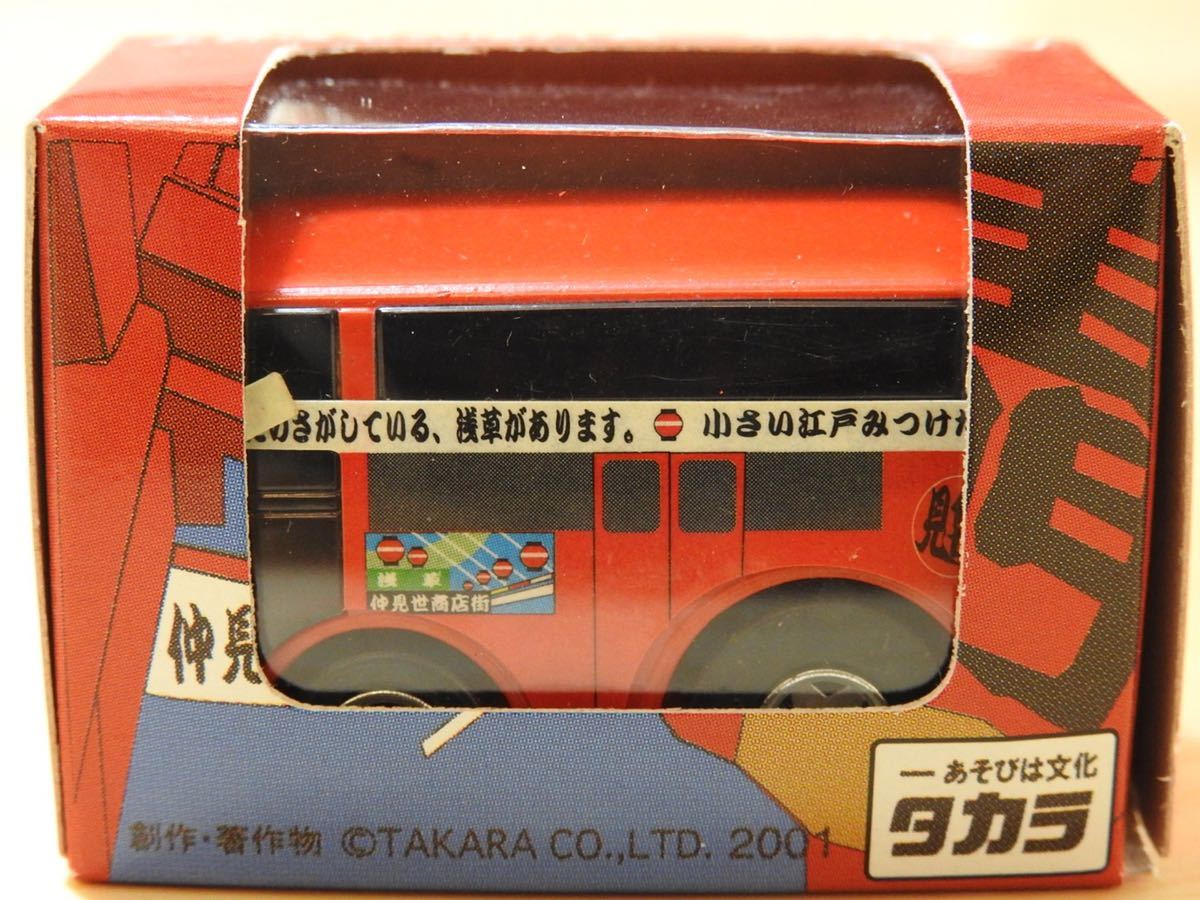 さがしている、浅草があります。 小さい江戸みつけ
浅草
仲見世商店街
見
仲見
一 あそびは文化
タカラ
創作・著作物 ©TAKARA CO.,LTD. 2001